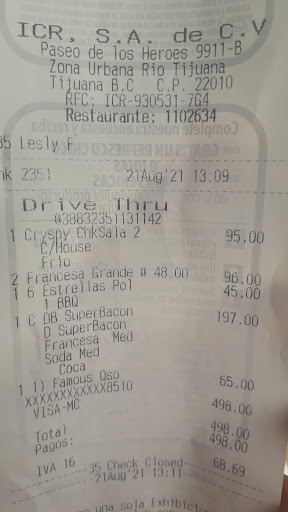 ICR, S.A. de C.V
Paseo de los Heroes 9911-B
Zona Urbana Rio Tijuana
Tijuana B.C C.P. 22010
RFC: ICR-930531-7G4
Restaurante: 1102634
35 Lesly F
hk 2351 21Aug'21 13:09
Drive Thru
#38832351131142
1 Cryspy ChkSala 2 95.00
C/House
Frio
2 Francesa Grande @ 48.00 96.00
1 6 Estrellas Pol 45.00
1 BBQ
1 C DB SuperBacon 197.00
D SuperBacon
Francesa Med
Soda Med
Coca
1 1) Famous Qso 65.00
XXXXXXXXXXXX8510
VISA-MC 498.00
Total 498.00
Pagos: 498.00
IVA 16 68.69
35 Check Closed
21Aug'21 13:11
una sola Exhibicio